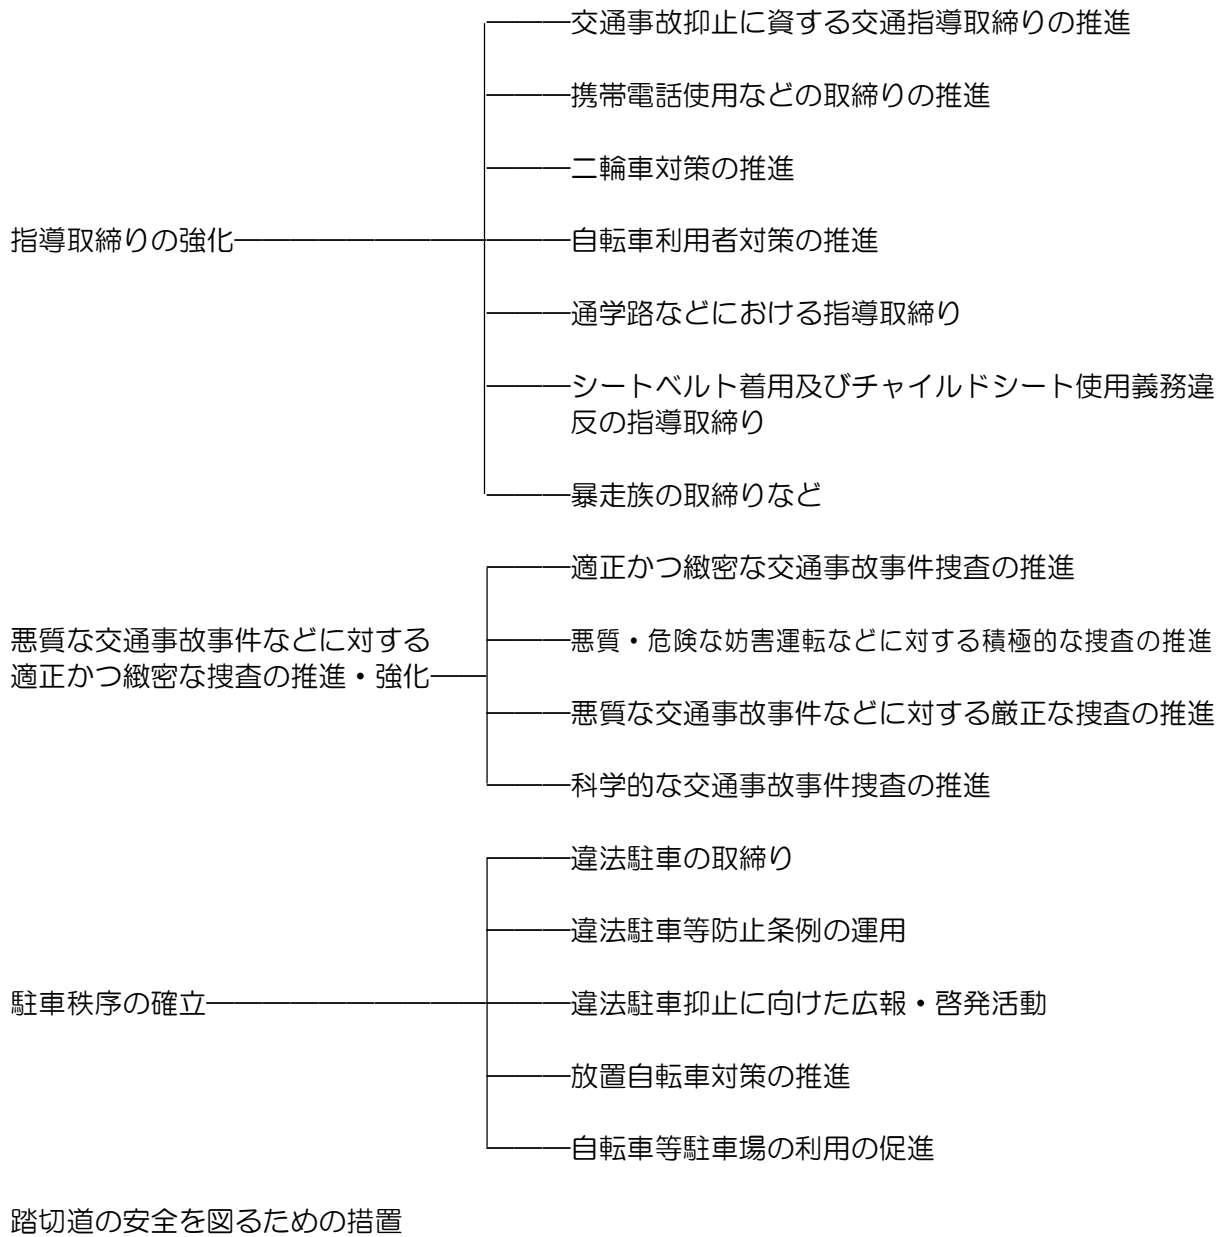 交通事故抑止に資する交通指導取締りの推進
携帯電話使用などの取締りの推進
二輪車対策の推進
指導取締りの強化
自転車利用者対策の推進
通学路などにおける指導取締り
シートベルト着用及びチャイルドシート使用義務違
反の指導取締り
暴走族の取締りなど
適正かつ緻密な交通事故事件捜査の推進
悪質な交通事故事件などに対する
適正かつ緻密な捜査の推進・強化
悪質・危険な妨害運転などに対する積極的な捜査の推進
悪質な交通事故事件などに対する厳正な捜査の推進
科学的な交通事故事件捜査の推進
違法駐車の取締り
違法駐車等防止条例の運用
駐車秩序の確立
違法駐車抑止に向けた広報・啓発活動
放置自転車対策の推進
自転車等駐車場の利用の促進
踏切道の安全を図るための措置